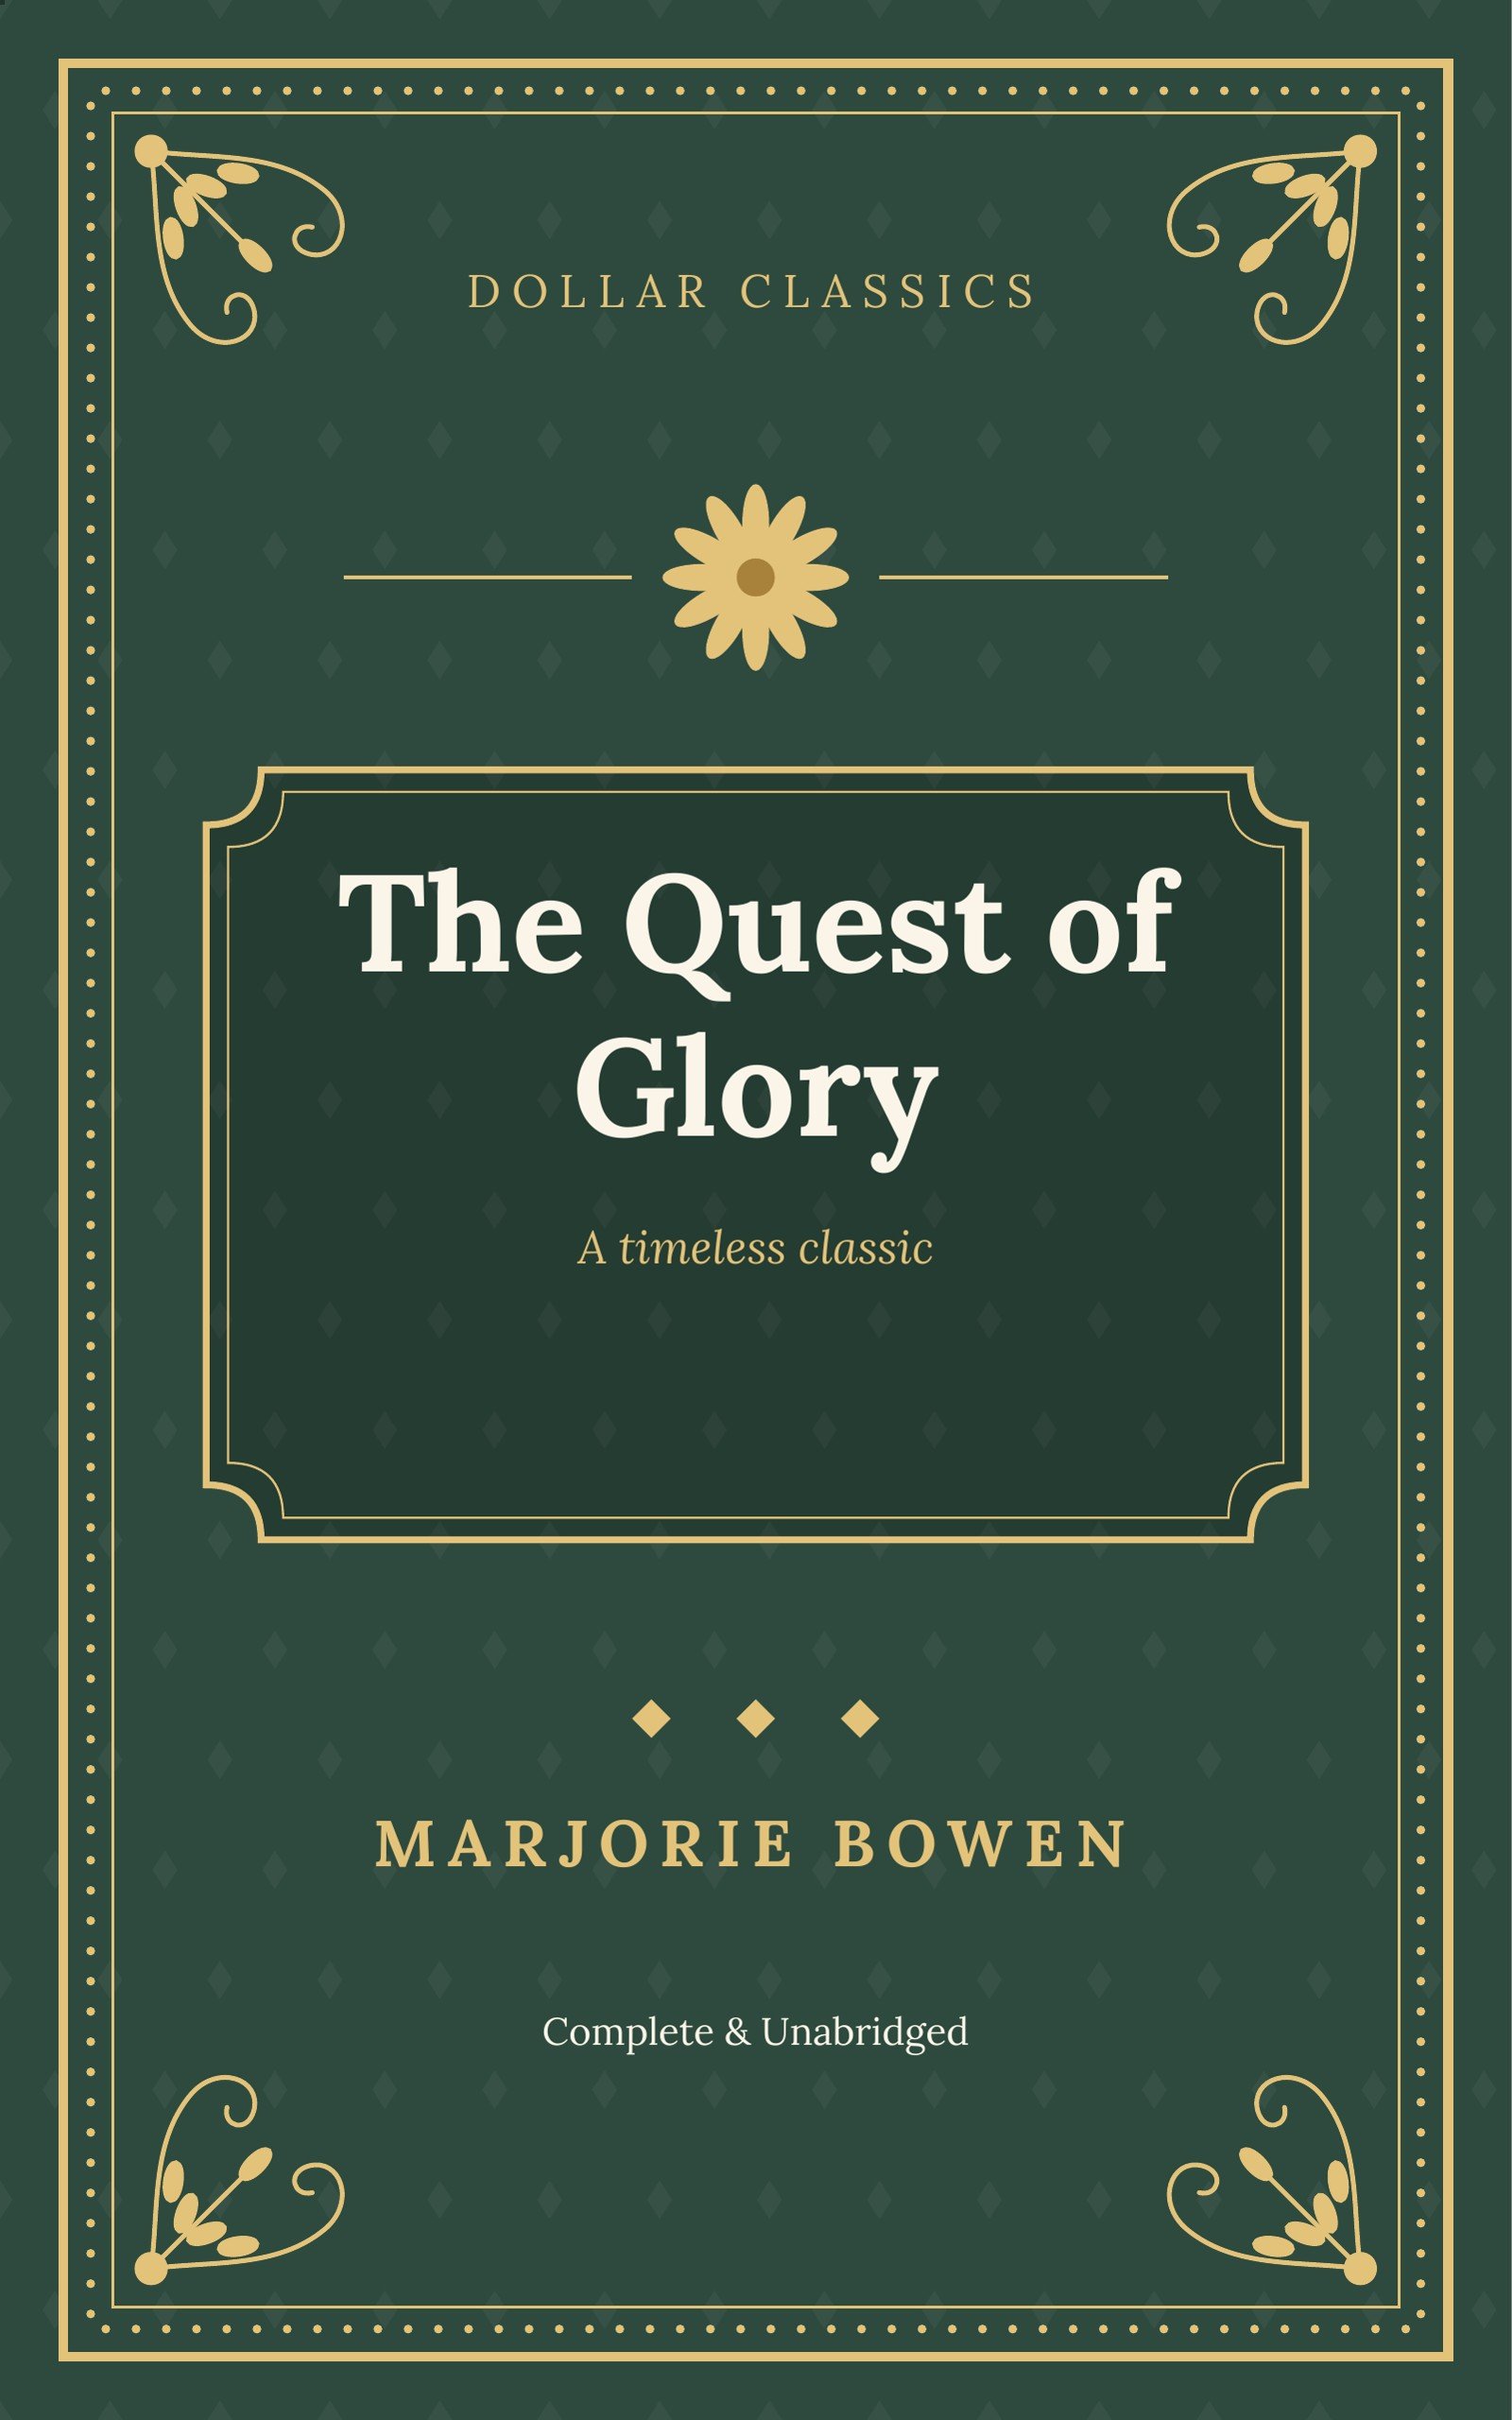 DOLLAR CLASSICS
The Quest of
Glory
A timeless classic
MARJORIE BOWEN
Complete & Unabridged